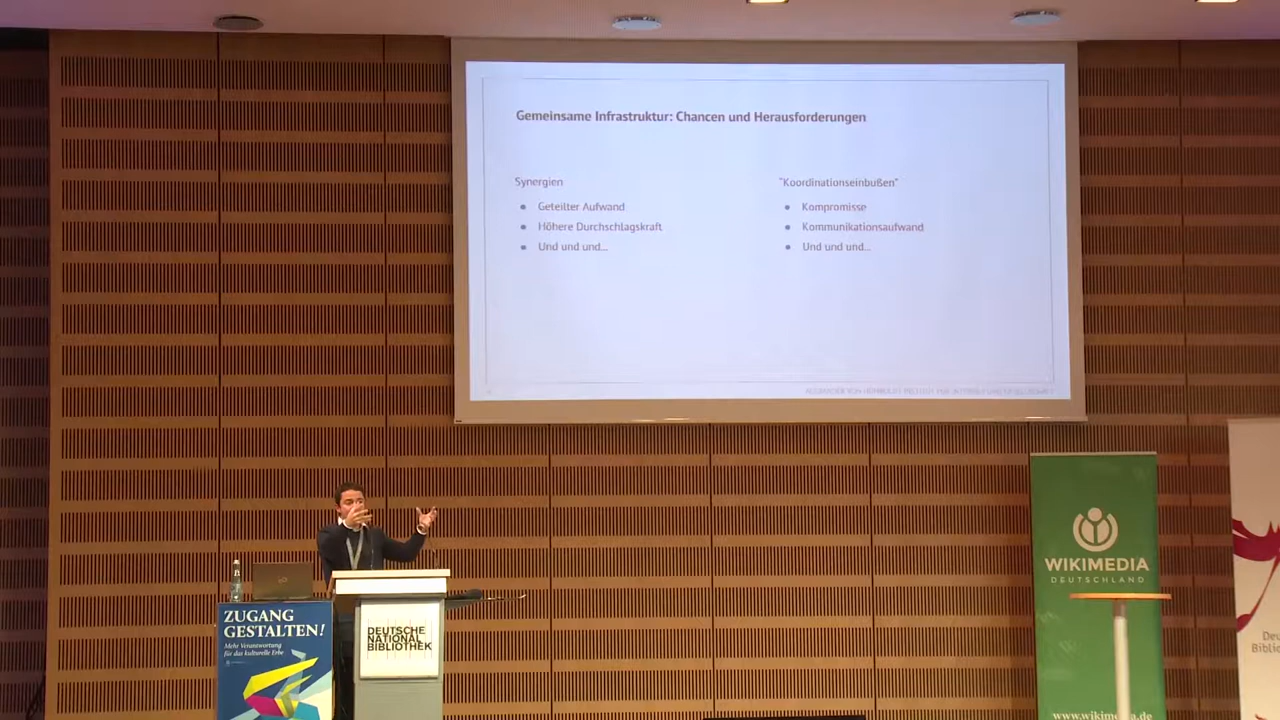 Gemeinsame Infrastruktur: Chancen und Herausforderungen
Synergien
● Geteilter Aufwand
● Höhere Durchschlagskraft
● Und und und...
"Koordinationseinbußen"
● Kompromisse
● Kommunikationsaufwand
● Und und und...
ZUGANG
GESTALTEN!
Mehr Verantwortung
für das kulturelle Erbe
DEUTSCHE
NATIONAL
BIBLIOTHEK
WIKIMEDIA
DEUTSCHLAND
www.wikimedia.de